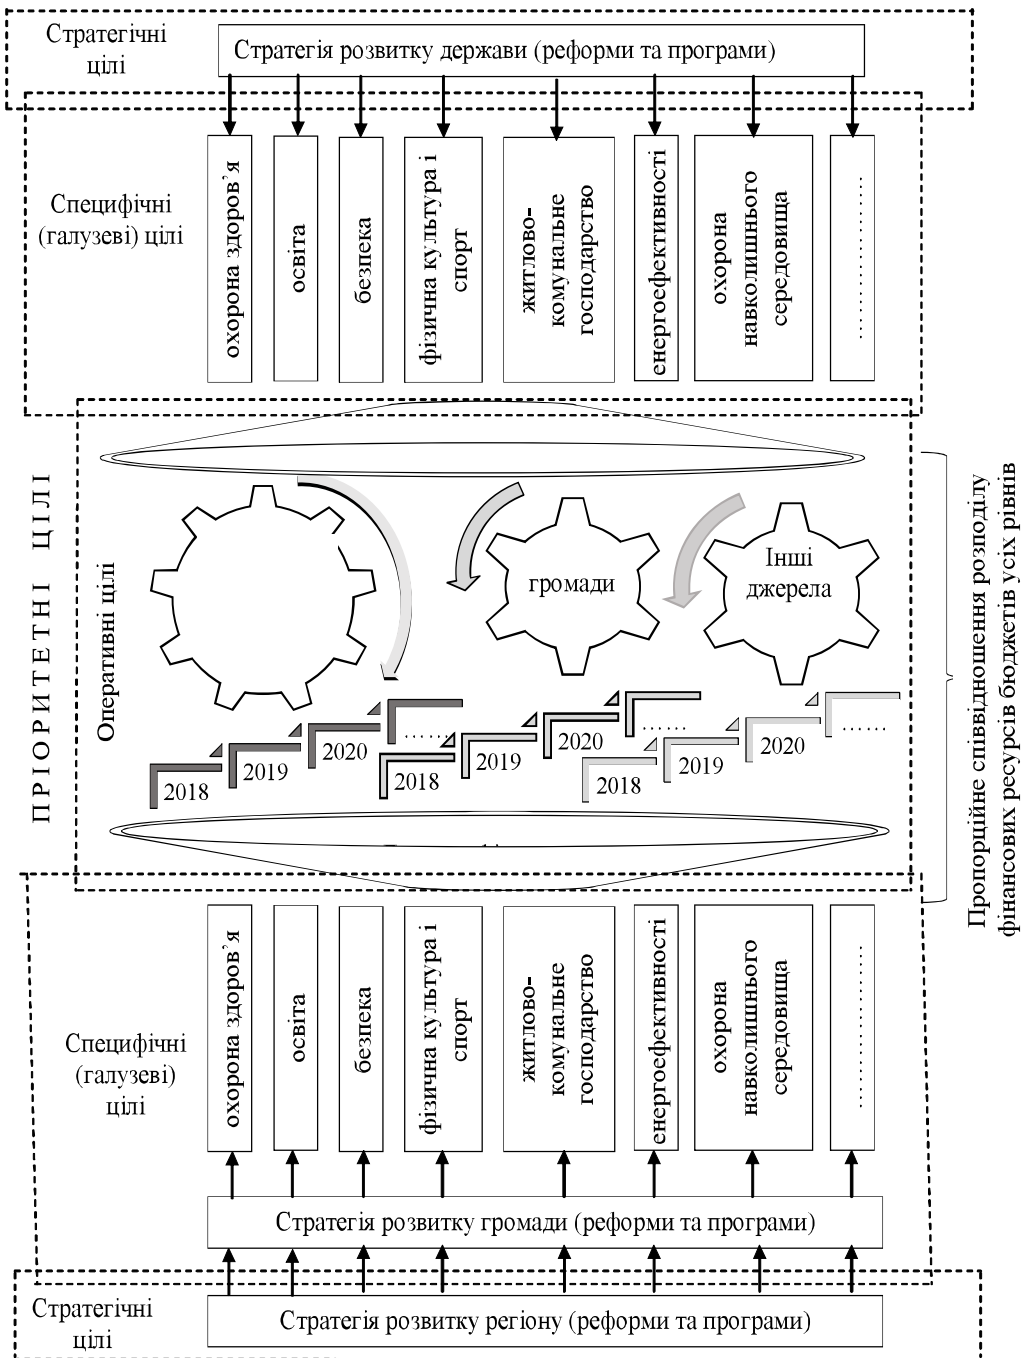 Стратегічні
цілі
Стратегія розвитку держави (реформи та програми)
Специфічні
(галузеві) цілі
охорона здоров`я
освіта
безпека
фізична культура і
спорт
житлово-
комунальне
господарство
енергоефективності
охорона
навколишнього
середовища
……………………
ПРІОРИТЕТНІ ЦІЛІ
Оперативні цілі
громади
Інші
джерела
2018
2019
2020
……
2018
2019
2020
……
2018
2019
2020
……
Пропорційне співвідношення розподілу
фінансових ресурсів бюджетів усіх рівнів
Специфічні
(галузеві)
цілі
охорона здоров`я
освіта
безпека
фізична культура і
спорт
житлово-
комунальне
господарство
енергоефективності
охорона
навколишнього
середовища
……………………
Стратегія розвитку громади (реформи та програми)
Стратегічні
цілі
Стратегія розвитку регіону (реформи та програми)